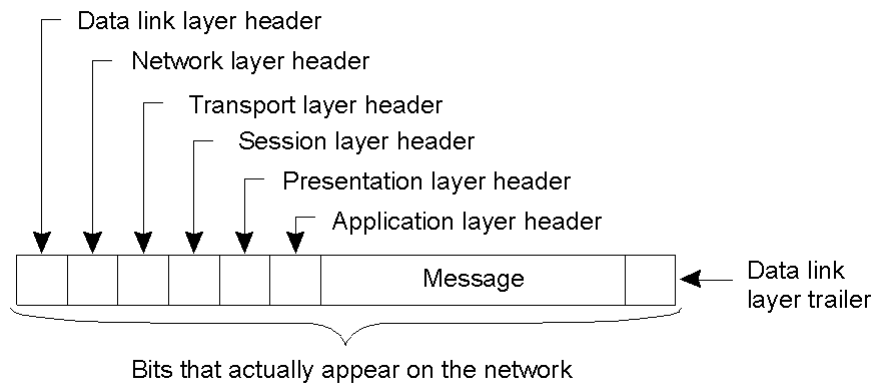 Data link layer header
Network layer header
Transport layer header
Session layer header
Presentation layer header
Application layer header
Message
Data link
layer trailer
Bits that actually appear on the network